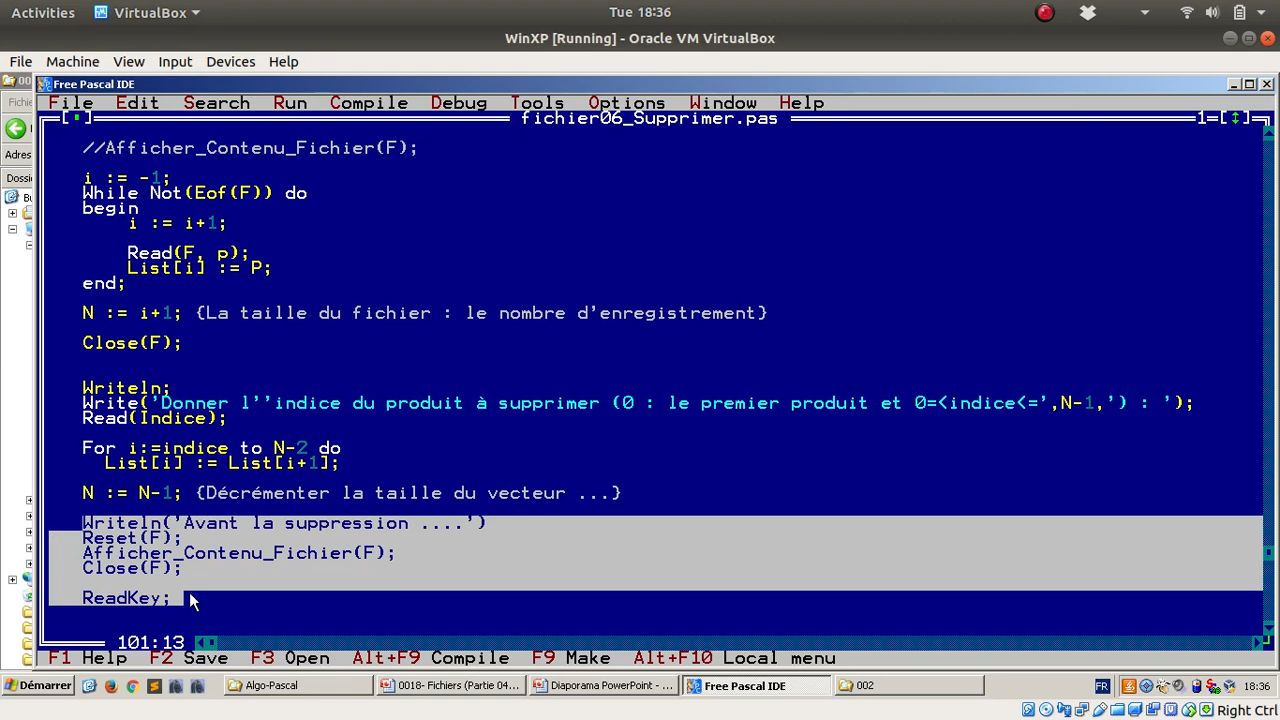 Activities VirtualBox Tue 18:36
WinXP [Running] - Oracle VM VirtualBox
File Machine View Input Devices Help
00
Free Pascal IDE
Fichie
File Edit Search Run Compile Debug Tools Options Window Help
fichier06_Supprimer.pas 1=[↕]
Adres
Dossie
Bu
//Afficher_Contenu_Fichier(F);
i := -1;
While Not(Eof(F)) do
begin
i := i+1;
Read(F, p);
List[i] := P;
end;
N := i+1; {La taille du fichier : le nombre d'enregistrement}
Close(F);
Writeln;
Write('Donner l''indice du produit à supprimer (0 : le premier produit et 0=<indice<=',N-1,') : ');
Read(Indice);
For i:=indice to N-2 do
List[i] := List[i+1];
N := N-1; {Décrémenter la taille du vecteur ...}
Writeln('Avant la suppression ....')
Reset(F);
Afficher_Contenu_Fichier(F);
Close(F);
ReadKey;
101:13
F1 Help F2 Save F3 Open Alt+F9 Compile F9 Make Alt+F10 Local menu
Démarrer Algo-Pascal 0018- Fichiers (Partie 04... Diaporama PowerPoint - ... Free Pascal IDE 002 FR 18:36
Right Ctrl